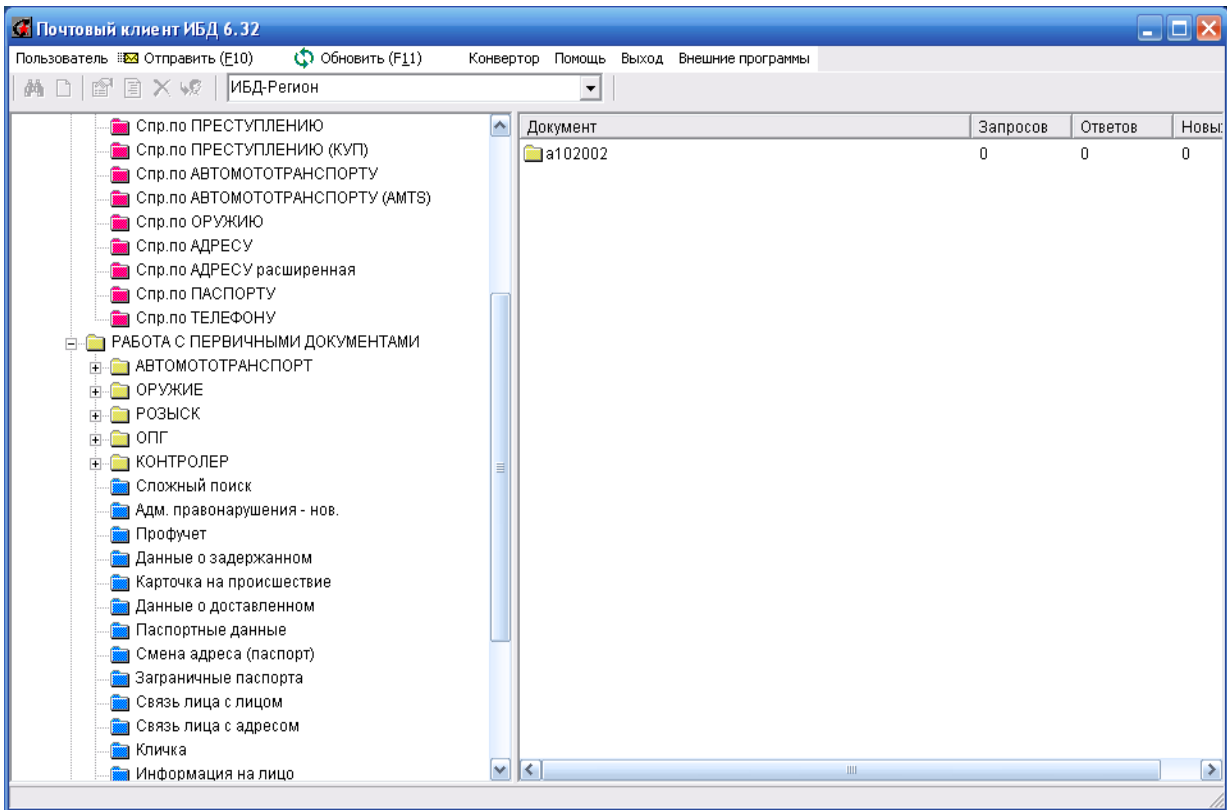 Почтовый клиент ИБД 6.32
Пользователь Отправить (F10) Обновить (F11) Конвертор Помощь Выход Внешние программы
ИБД-Регион
Спр.по ПРЕСТУПЛЕНИЮ
Спр.по ПРЕСТУПЛЕНИЮ (КУП)
Спр.по АВТОМОТОТРАНСПОРТУ
Спр.по АВТОМОТОТРАНСПОРТУ (AMTS)
Спр.по ОРУЖИЮ
Спр.по АДРЕСУ
Спр.по АДРЕСУ расширенная
Спр.по ПАСПОРТУ
Спр.по ТЕЛЕФОНУ
РАБОТА С ПЕРВИЧНЫМИ ДОКУМЕНТАМИ
АВТОМОТОТРАНСПОРТ
ОРУЖИЕ
РОЗЫСК
ОПГ
КОНТРОЛЕР
Сложный поиск
Адм. правонарушения - нов.
Профучет
Данные о задержанном
Карточка на происшествие
Данные о доставленном
Паспортные данные
Смена адреса (паспорт)
Заграничные паспорта
Связь лица с лицом
Связь лица с адресом
Кличка
Информация на лицо
Документ Запросов Ответов Новы
a102002 0 0 0